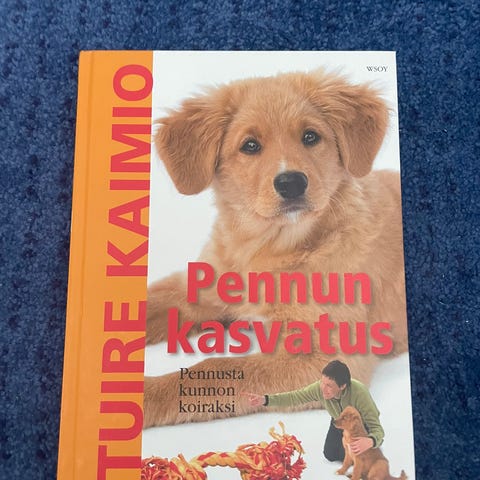 WSOY
TUIRE KAIMIO
Pennun
kasvatus
Pennusta
kunnon
koiraksi